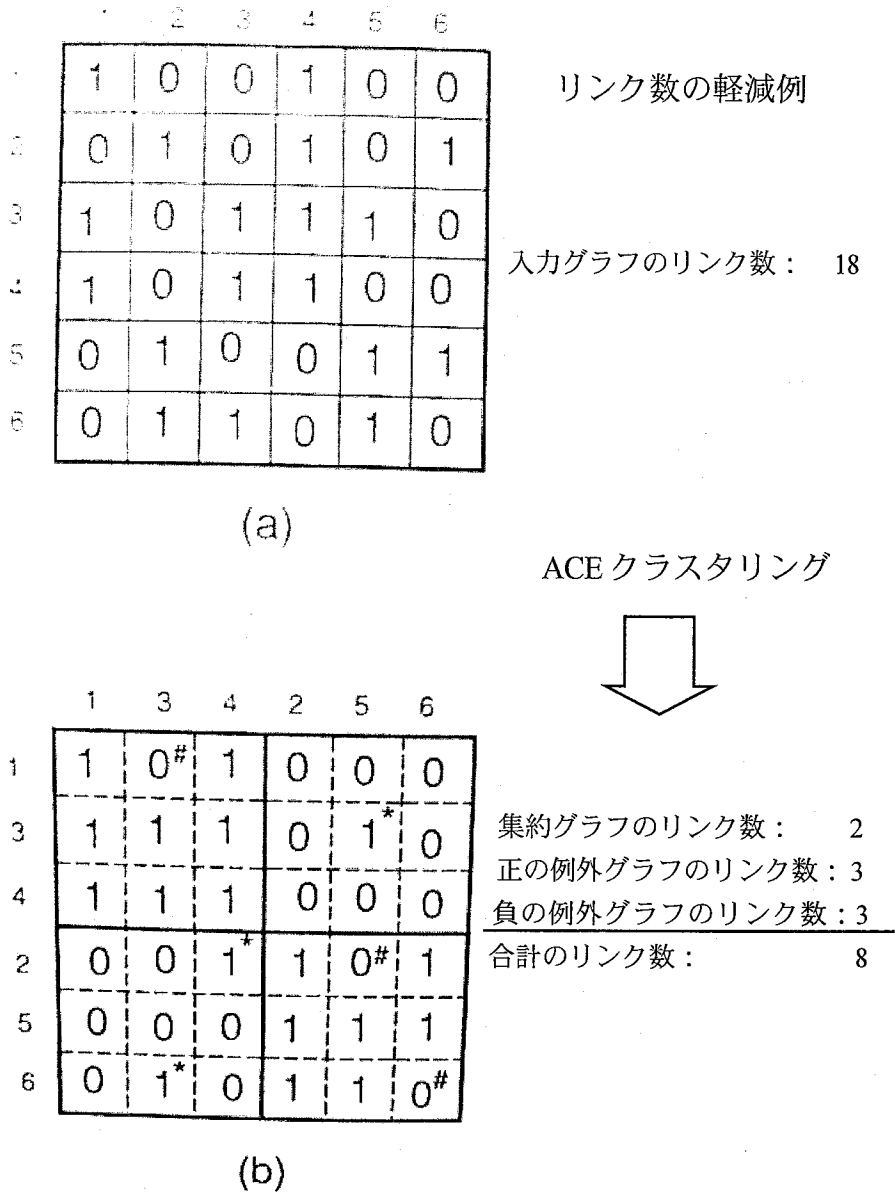 2 3 4 5 6
1 0 0 1 0 0
リンク数の軽減例
2 0 1 0 1 0 1
3 1 0 1 1 1 0
入力グラフのリンク数： 18
4 1 0 1 1 0 0
5 0 1 0 0 1 1
6 0 1 1 0 1 0
(a)
ACEクラスタリング
1 3 4 2 5 6
1 1 0# 1 0 0 0
3 1 1 1 0 1* 0
集約グラフのリンク数： 2
正の例外グラフのリンク数：3
4 1 1 1 0 0 0
負の例外グラフのリンク数：3
2 0 0 1* 1 0# 1
合計のリンク数： 8
5 0 0 0 1 1 1
6 0 1* 0 1 1 0#
(b)